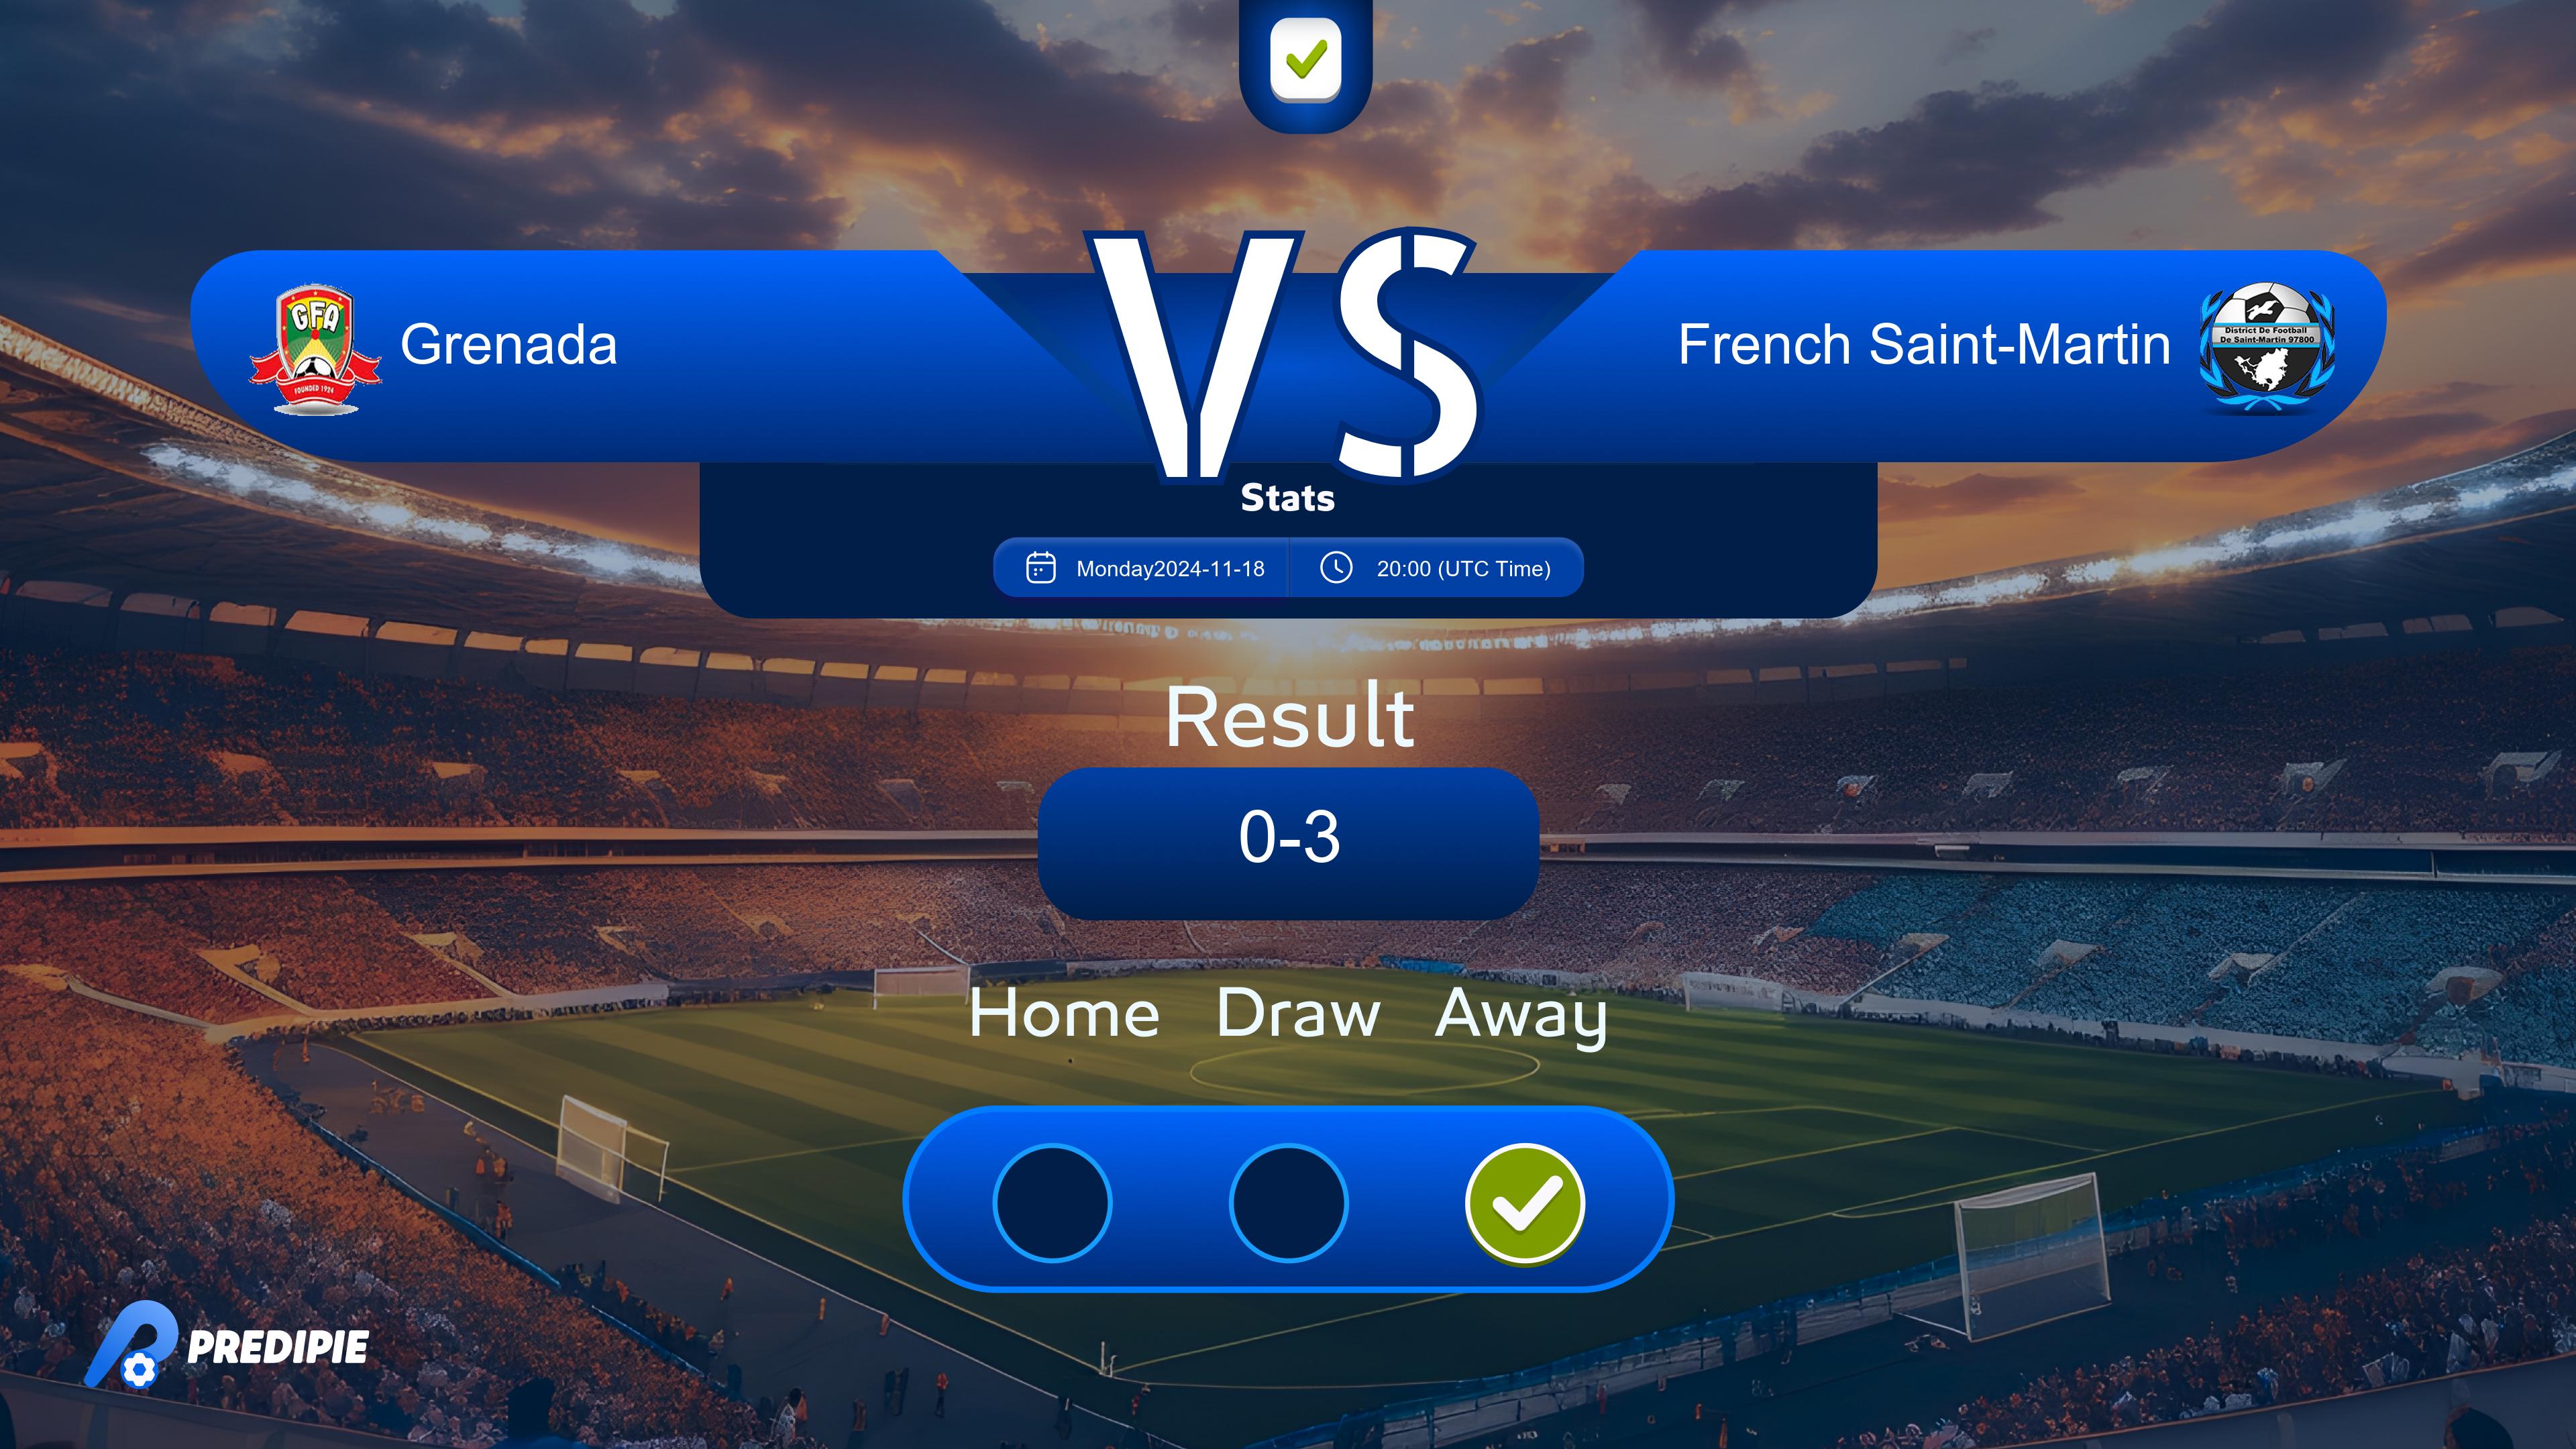 VS
GFA
FOUNDED 1924
Grenada
French Saint-Martin
District De Football
De Saint-Martin 97800
Stats
Monday2024-11-18
20:00 (UTC Time)
Result
0-3
Home Draw Away
PREDIPIE